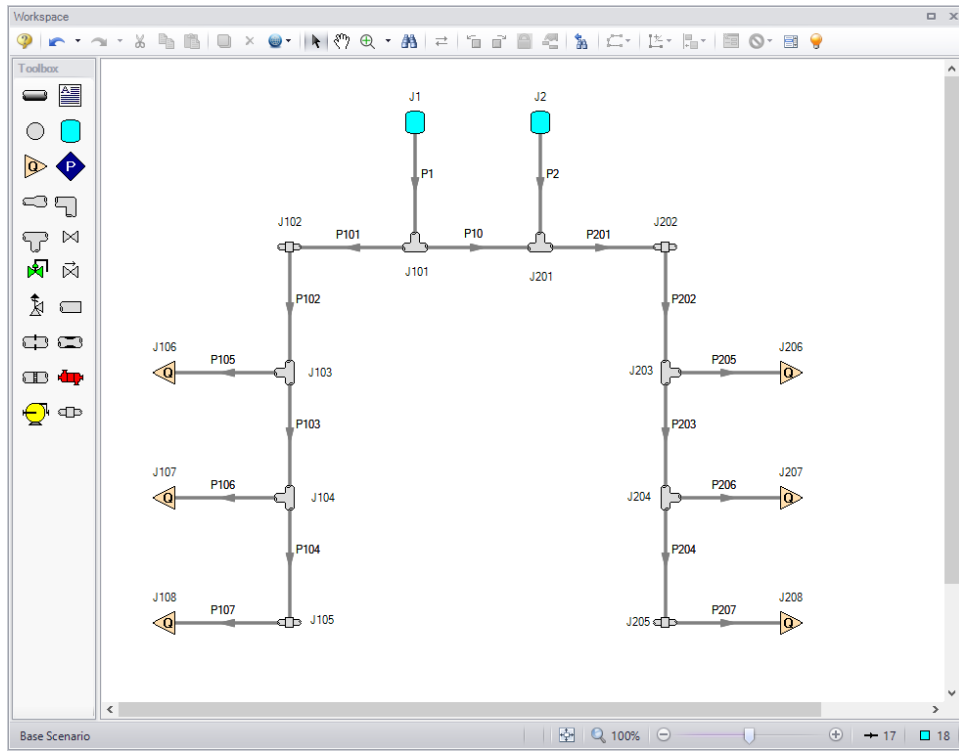 Workspace
Toolbox
J1
J2
P1
P2
J102
P101
P10
P201
J202
J101
J201
P102
P202
J106
P105
J103
J203
P205
J206
P103
P203
J107
P106
J104
J204
P206
J207
P104
P204
J108
P107
J105
J205
P207
J208
Q
P
Q
Q
Q
Q
Q
Q
Base Scenario
100%
17
18